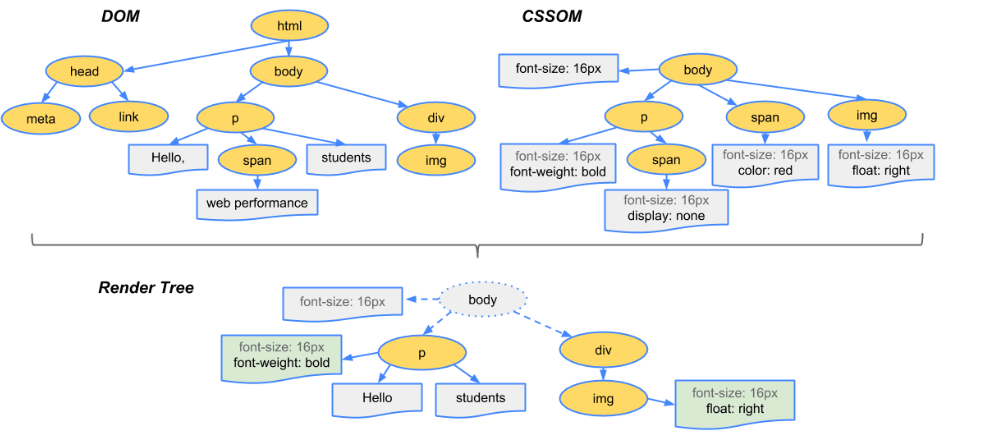 DOM
CSSOM
html
head
body
meta
link
p
div
Hello,
span
students
img
web performance
font-size: 16px
body
p
span
img
font-size: 16px
font-weight: bold
span
font-size: 16px
color: red
font-size: 16px
float: right
font-size: 16px
display: none
Render Tree
font-size: 16px
body
font-size: 16px
font-weight: bold
p
div
Hello
students
img
font-size: 16px
float: right